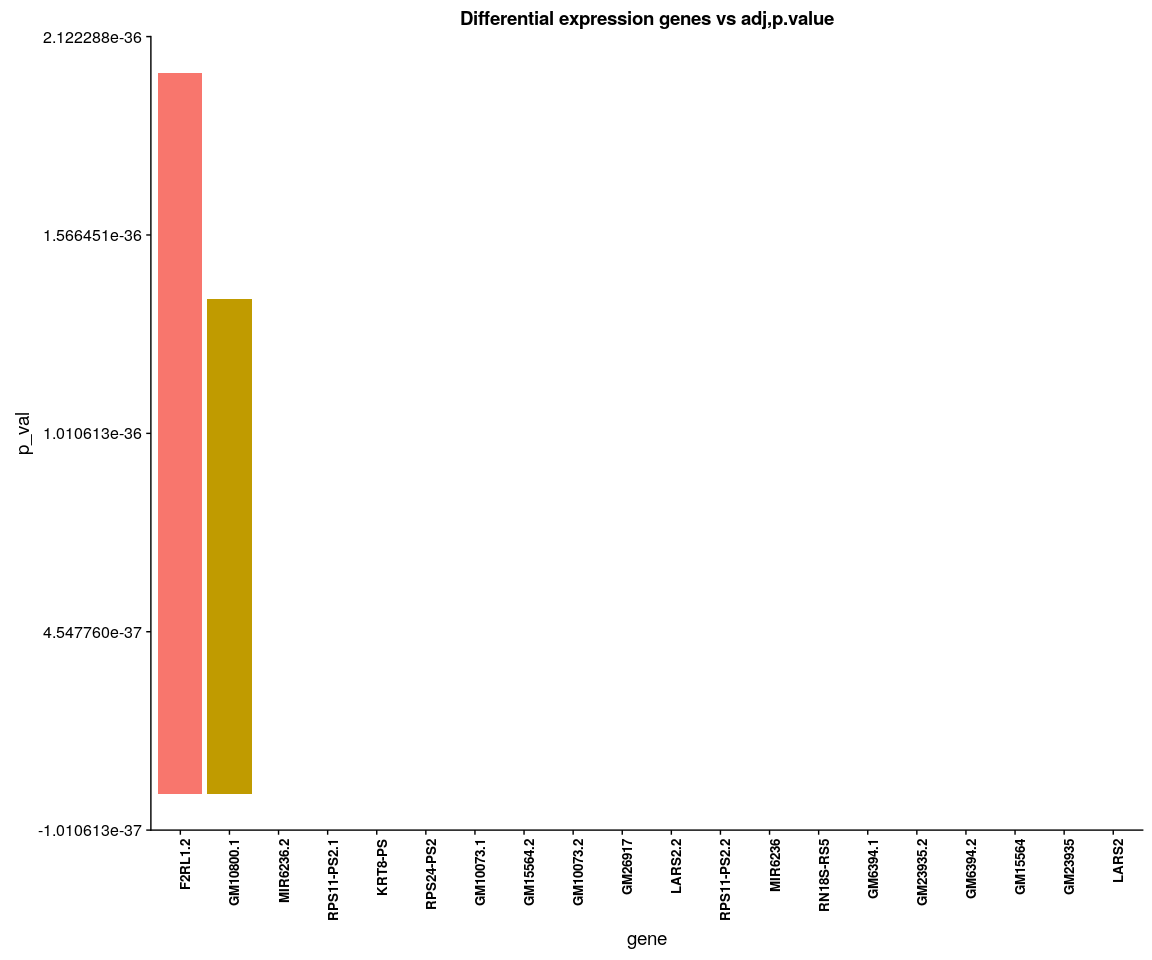 Differential expression genes vs adj,p.value
2.122288e-36
1.566451e-36
1.010613e-36
4.547760e-37
-1.010613e-37
p_val
F2RL1.2
GM10800.1
MIR6236.2
RPS11-PS2.1
KRT8-PS
RPS24-PS2
GM10073.1
GM15564.2
GM10073.2
GM26917
LARS2.2
RPS11-PS2.2
MIR6236
RN18S-RS5
GM6394.1
GM23935.2
GM6394.2
GM15564
GM23935
LARS2
gene